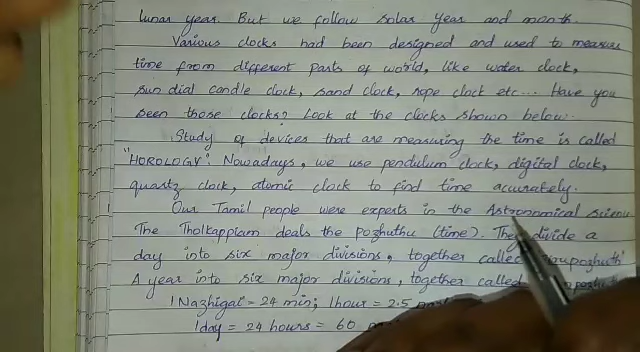 lunar year. But we follow solar year and month.
Various clocks had been designed and used to measure
time from different parts of world, like water clock,
sun dial candle clock, sand clock, rope clock etc... Have you
seen those clocks? Look at the clocks shown below.
Study of devices that are measuring the time is called
"HOROLOGY". Nowadays, we use pendulum clock, digital clock,
quartz clock, atomic clock to find time accurately.
Our Tamil people were experts in the Astronomical
The Tholkappiam deals the Pozhuthu (time). They divide a
day into six major divisions, together called
A year into six major divisions, together called
1 Nazhigai = 24 min; 1 hour = 2.5
1 day = 24 hours = 60